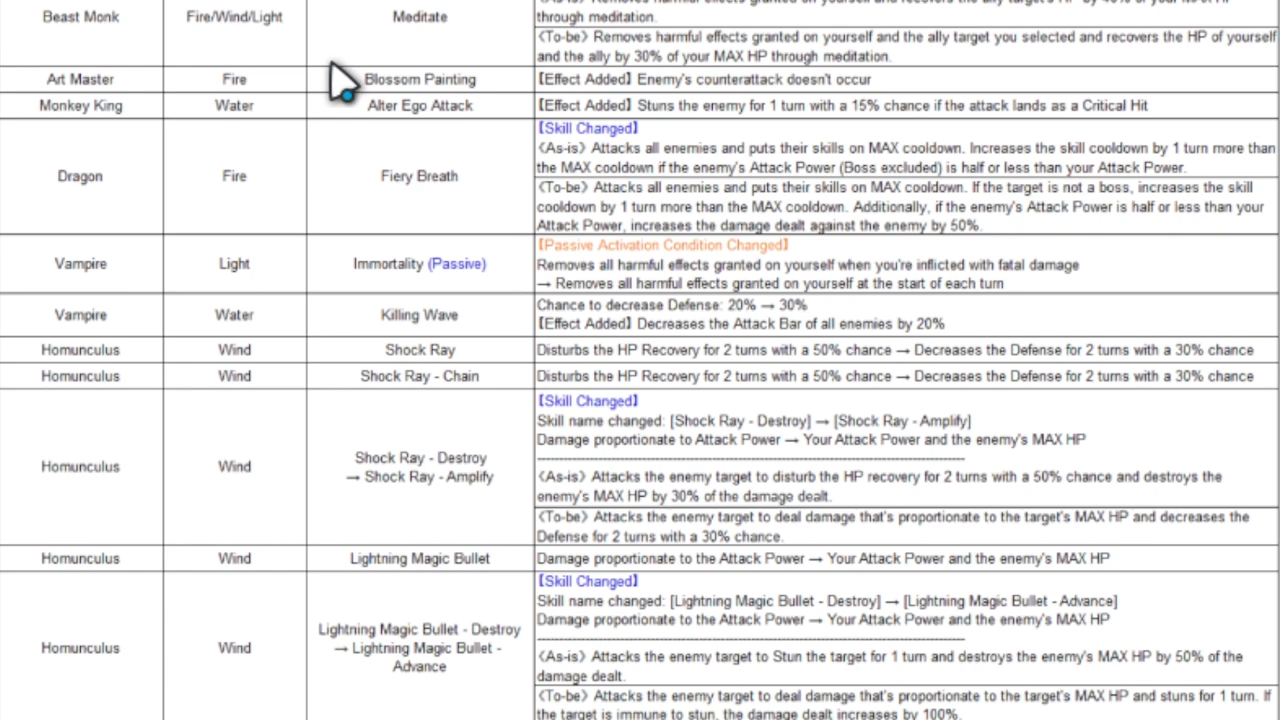 Beast Monk
Fire/Wind/Light
Meditate
through meditation.
《To-be》 Removes harmful effects granted on yourself and the ally target you selected and recovers the HP of yourself
and the ally by 30% of your MAX HP through meditation.
Art Master
Fire
Blossom Painting
【Effect Added】 Enemy's counterattack doesn't occur
Monkey King
Water
Alter Ego Attack
【Effect Added】 Stuns the enemy for 1 turn with a 15% chance if the attack lands as a Critical Hit
Dragon
Fire
Fiery Breath
【Skill Changed】
《As-is》 Attacks all enemies and puts their skills on MAX cooldown. Increases the skill cooldown by 1 turn more than
the MAX cooldown if the enemy's Attack Power (Boss excluded) is half or less than your Attack Power.
《To-be》 Attacks all enemies and puts their skills on MAX cooldown. If the target is not a boss, increases the skill
cooldown by 1 turn more than the MAX cooldown. Additionally, if the enemy's Attack Power is half or less than your
Attack Power, increases the damage dealt against the enemy by 50%.
Vampire
Light
Immortality (Passive)
【Passive Activation Condition Changed】
Removes all harmful effects granted on yourself when you're inflicted with fatal damage
→ Removes all harmful effects granted on yourself at the start of each turn
Vampire
Water
Killing Wave
Chance to decrease Defense: 20% → 30%
【Effect Added】 Decreases the Attack Bar of all enemies by 20%
Homunculus
Wind
Shock Ray
Disturbs the HP Recovery for 2 turns with a 50% chance → Decreases the Defense for 2 turns with a 30% chance
Homunculus
Wind
Shock Ray - Chain
Disturbs the HP Recovery for 2 turns with a 50% chance → Decreases the Defense for 2 turns with a 30% chance
Homunculus
Wind
Shock Ray - Destroy
→ Shock Ray - Amplify
【Skill Changed】
Skill name changed: [Shock Ray - Destroy] → [Shock Ray - Amplify]
Damage proportionate to Attack Power → Your Attack Power and the enemy's MAX HP
《As-is》 Attacks the enemy target to disturb the HP recovery for 2 turns with a 50% chance and destroys the
enemy's MAX HP by 30% of the damage dealt.
《To-be》 Attacks the enemy target to deal damage that's proportionate to the target's MAX HP and decreases the
Defense for 2 turns with a 30% chance.
Homunculus
Wind
Lightning Magic Bullet
Damage proportionate to the Attack Power → Your Attack Power and the enemy's MAX HP
Homunculus
Wind
Lightning Magic Bullet - Destroy
→ Lightning Magic Bullet -
Advance
【Skill Changed】
Skill name changed: [Lightning Magic Bullet - Destroy] → [Lightning Magic Bullet - Advance]
Damage proportionate to the Attack Power → Your Attack Power and the enemy's MAX HP
《As-is》 Attacks the enemy target to Stun the target for 1 turn and destroys the enemy's MAX HP by 50% of the
damage dealt.
《To-be》 Attacks the enemy target to deal damage that's proportionate to the target's MAX HP and stuns for 1 turn. If
the target is immune to stun, the damage dealt increases by 100%.